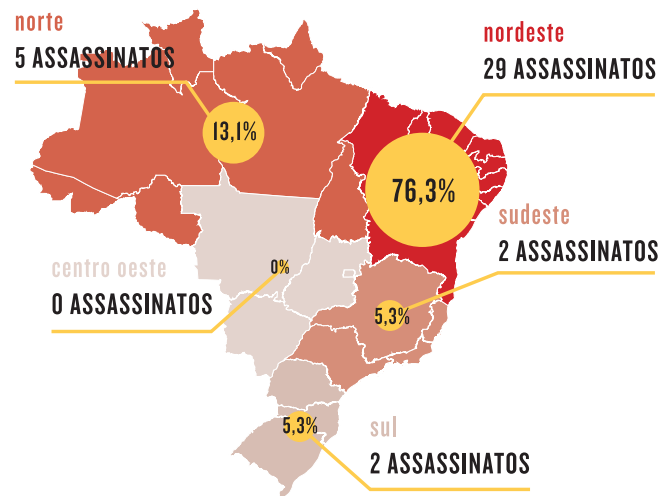 norte
5 ASSASSINATOS
13,1%
nordeste
29 ASSASSINATOS
76,3%
sudeste
2 ASSASSINATOS
5,3%
centro oeste
0 ASSASSINATOS
0%
sul
2 ASSASSINATOS
5,3%